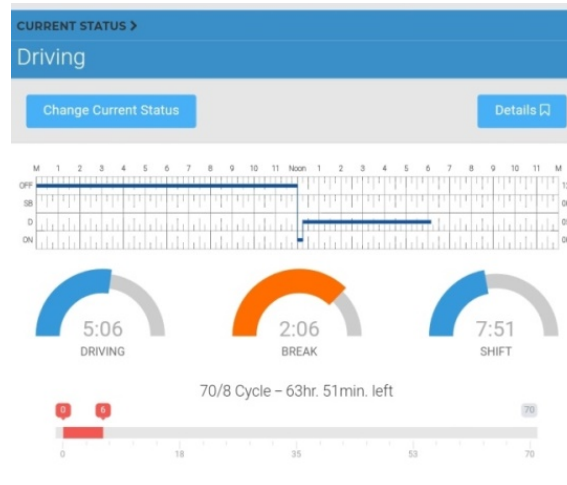 CURRENT STATUS >
Driving
Change Current Status
Details
M 1 2 3 4 5 6 7 8 9 10 11 Noon 1 2 3 4 5 6 7 8 9 10 11 M
OFF
SB
D
ON
5:06 2:06 7:51
DRIVING BREAK SHIFT
70/8 Cycle – 63hr. 51min. left
0 6 70
0 18 35 53 70